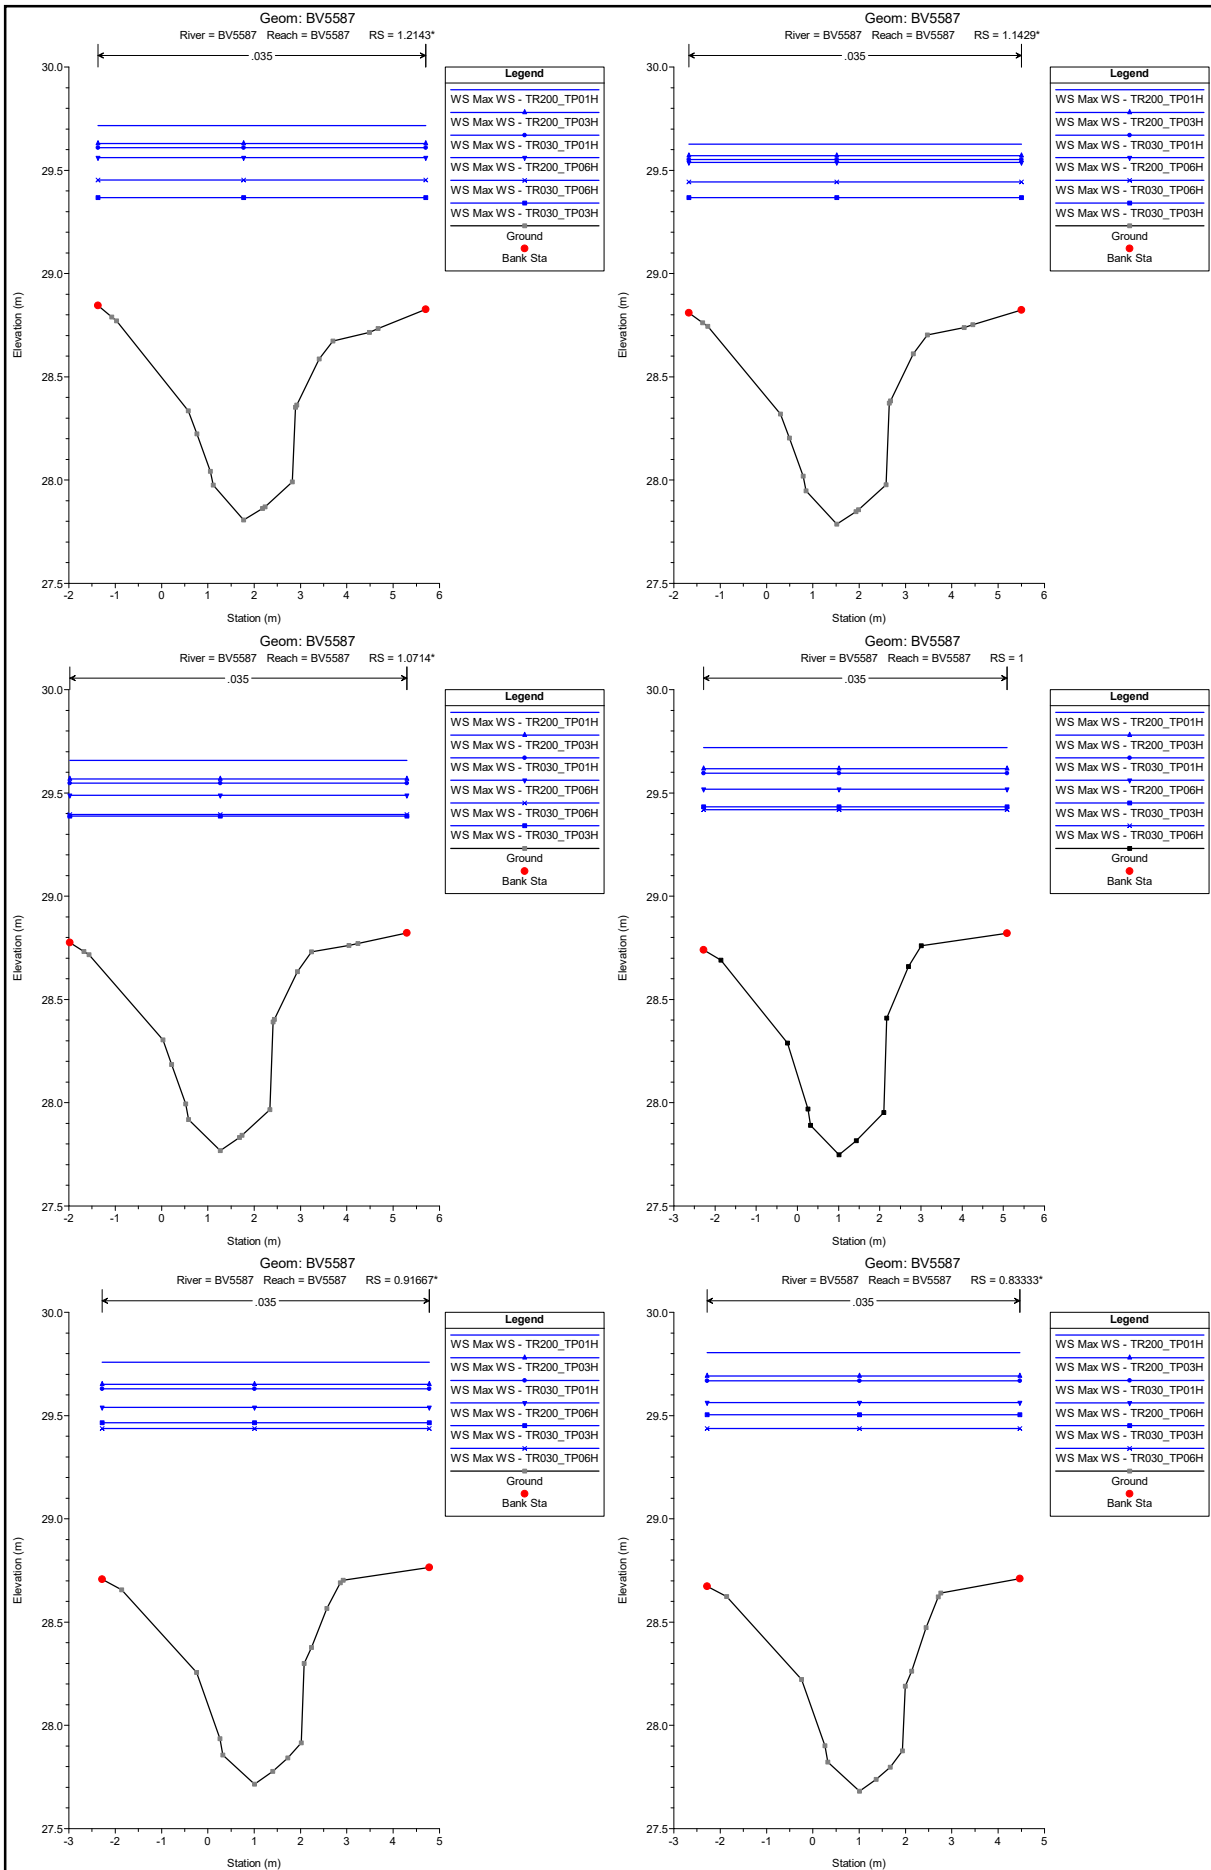 Geom: BV5587
River = BV5587 Reach = BV5587 RS = 1.2143*
.035
Legend
WS Max WS - TR200_TP01H
WS Max WS - TR200_TP03H
WS Max WS - TR030_TP01H
WS Max WS - TR200_TP06H
WS Max WS - TR030_TP06H
WS Max WS - TR030_TP03H
Ground
Bank Sta
30.0
29.5
29.0
28.5
28.0
27.5
Elevation (m)
-2 -1 0 1 2 3 4 5 6
Station (m)
Geom: BV5587
River = BV5587 Reach = BV5587 RS = 1.1429*
.035
Legend
WS Max WS - TR200_TP01H
WS Max WS - TR200_TP03H
WS Max WS - TR030_TP01H
WS Max WS - TR200_TP06H
WS Max WS - TR030_TP06H
WS Max WS - TR030_TP03H
Ground
Bank Sta
30.0
29.5
29.0
28.5
28.0
27.5
Elevation (m)
-2 -1 0 1 2 3 4 5 6
Station (m)
Geom: BV5587
River = BV5587 Reach = BV5587 RS = 1.0714*
.035
Legend
WS Max WS - TR200_TP01H
WS Max WS - TR200_TP03H
WS Max WS - TR030_TP01H
WS Max WS - TR200_TP06H
WS Max WS - TR030_TP06H
WS Max WS - TR030_TP03H
Ground
Bank Sta
30.0
29.5
29.0
28.5
28.0
27.5
Elevation (m)
-2 -1 0 1 2 3 4 5 6
Station (m)
Geom: BV5587
River = BV5587 Reach = BV5587 RS = 1
.035
Legend
WS Max WS - TR200_TP01H
WS Max WS - TR200_TP03H
WS Max WS - TR030_TP01H
WS Max WS - TR200_TP06H
WS Max WS - TR030_TP03H
WS Max WS - TR030_TP06H
Ground
Bank Sta
30.0
29.5
29.0
28.5
28.0
27.5
Elevation (m)
-3 -2 -1 0 1 2 3 4 5 6
Station (m)
Geom: BV5587
River = BV5587 Reach = BV5587 RS = 0.91667*
.035
Legend
WS Max WS - TR200_TP01H
WS Max WS - TR200_TP03H
WS Max WS - TR030_TP01H
WS Max WS - TR200_TP06H
WS Max WS - TR030_TP03H
WS Max WS - TR030_TP06H
Ground
Bank Sta
30.0
29.5
29.0
28.5
28.0
27.5
Elevation (m)
-3 -2 -1 0 1 2 3 4 5
Station (m)
Geom: BV5587
River = BV5587 Reach = BV5587 RS = 0.83333*
.035
Legend
WS Max WS - TR200_TP01H
WS Max WS - TR200_TP03H
WS Max WS - TR030_TP01H
WS Max WS - TR200_TP06H
WS Max WS - TR030_TP03H
WS Max WS - TR030_TP06H
Ground
Bank Sta
30.0
29.5
29.0
28.5
28.0
27.5
Elevation (m)
-3 -2 -1 0 1 2 3 4 5
Station (m)